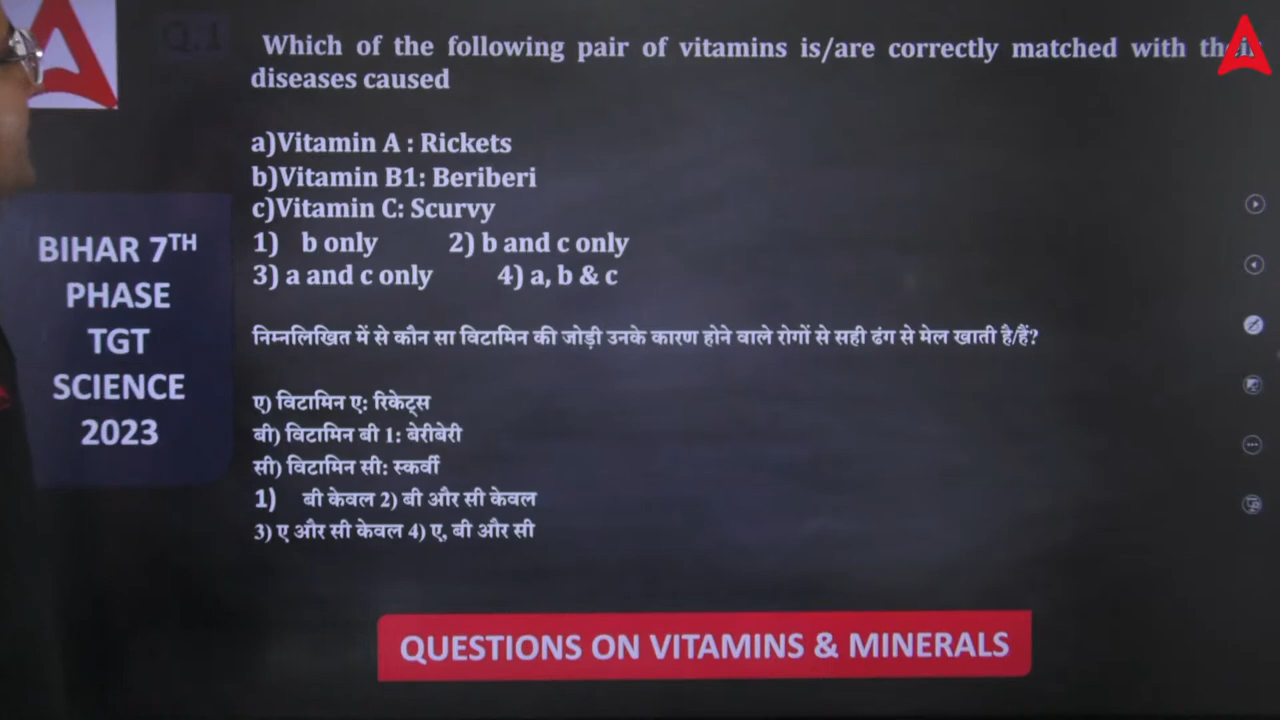 Q.1
Which of the following pair of vitamins is/are correctly matched with their
diseases caused
a)Vitamin A : Rickets
b)Vitamin B1: Beriberi
c)Vitamin C: Scurvy
1) b only 2) b and c only
3) a and c only 4) a, b & c
BIHAR 7TH
PHASE
TGT
SCIENCE
2023
निम्नलिखित में से कौन सा विटामिन की जोड़ी उनके कारण होने वाले रोगों से सही ढंग से मेल खाती है/हैं?
ए) विटामिन ए: रिकेट्स
बी) विटामिन बी 1: बेरीबेरी
सी) विटामिन सी: स्कर्वी
1) बी केवल 2) बी और सी केवल
3) ए और सी केवल 4) ए, बी और सी
QUESTIONS ON VITAMINS & MINERALS